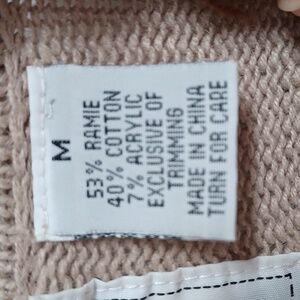 M
53% RAMIE
40% COTTON
7% ACRYLIC
EXCLUSIVE OF
TRIMMING
MADE IN CHINA
TURN FOR CARE